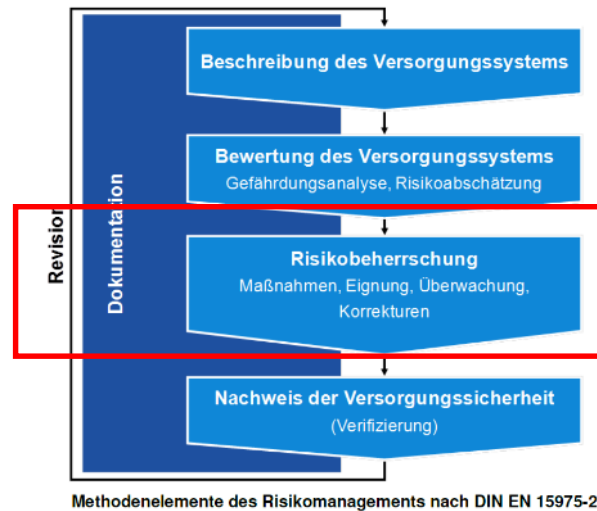 Beschreibung des Versorgungssystems
Bewertung des Versorgungssystems
Gefährdungsanalyse, Risikoabschätzung
Revision
Dokumentation
Risikobeherrschung
Maßnahmen, Eignung, Überwachung,
Korrekturen
Nachweis der Versorgungssicherheit
(Verifizierung)
Methodenelemente des Risikomanagements nach DIN EN 15975-2